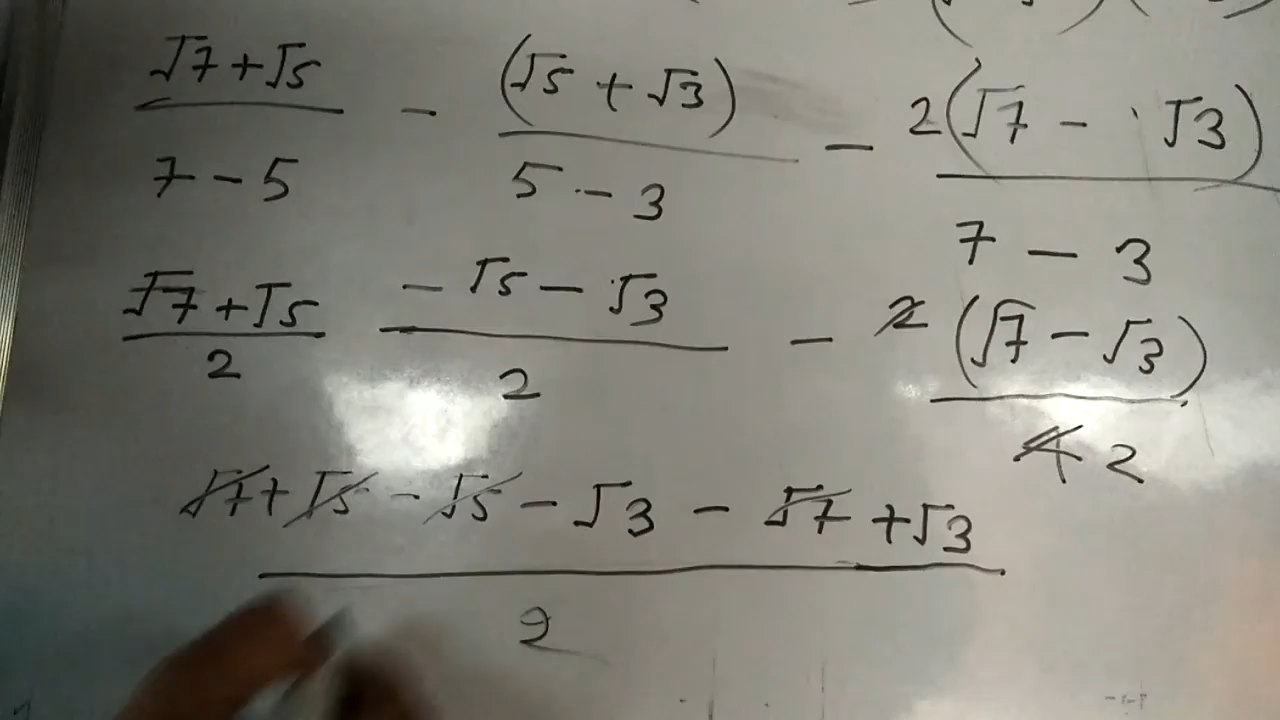 (√7+√5)/(7-5) - (√5+√3)/(5-3) - 2(√7-√3)/(7-3)
(√7+√5)/2 (-√5-√3)/2 - 2(√7-√3)/4 2
√7+√5-√5-√3-√7+√3
2